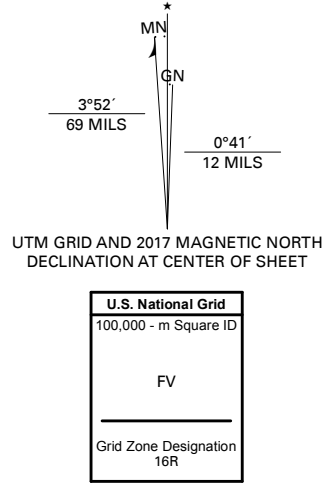 ★
MN
GN
3°52´
69 MILS
0°41´
12 MILS
UTM GRID AND 2017 MAGNETIC NORTH
DECLINATION AT CENTER OF SHEET
U.S. National Grid
100,000 - m Square ID
FV
Grid Zone Designation
16R